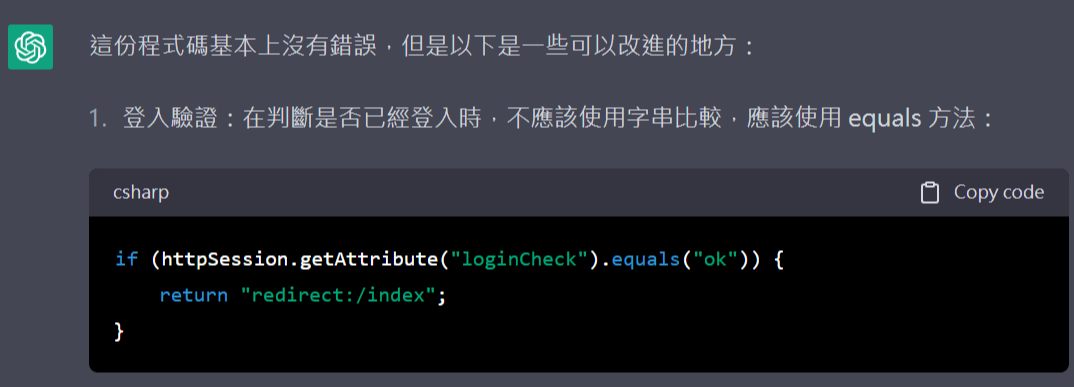 這份程式碼基本上沒有錯誤，但是以下是一些可以改進的地方：
1. 登入驗證：在判斷是否已經登入時，不應該使用字串比較，應該使用 equals 方法：
csharp Copy code
if (httpSession.getAttribute("loginCheck").equals("ok")) {
return "redirect:/index";
}